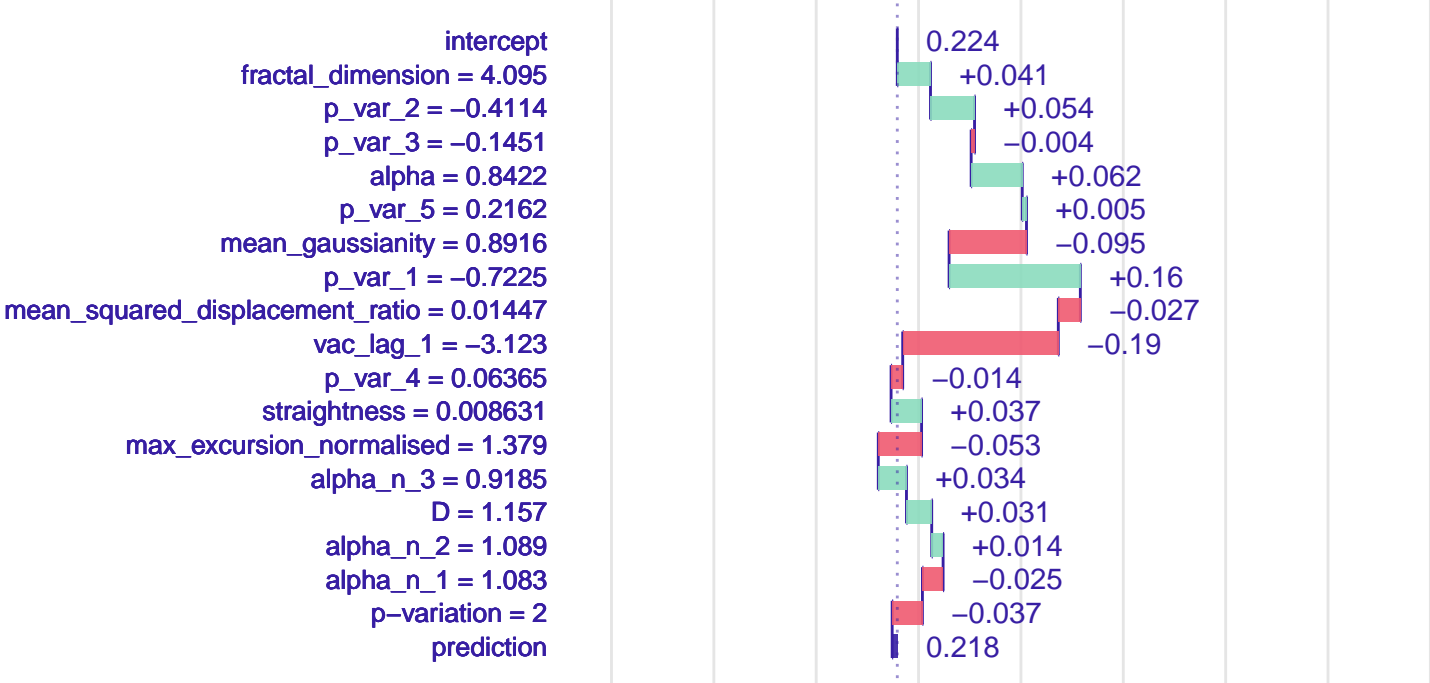 intercept 0.224
fractal_dimension = 4.095 +0.041
p_var_2 = −0.4114 +0.054
p_var_3 = −0.1451 −0.004
alpha = 0.8422 +0.062
p_var_5 = 0.2162 +0.005
mean_gaussianity = 0.8916 −0.095
p_var_1 = −0.7225 +0.16
mean_squared_displacement_ratio = 0.01447 −0.027
vac_lag_1 = −3.123 −0.19
p_var_4 = 0.06365 −0.014
straightness = 0.008631 +0.037
max_excursion_normalised = 1.379 −0.053
alpha_n_3 = 0.9185 +0.034
D = 1.157 +0.031
alpha_n_2 = 1.089 +0.014
alpha_n_1 = 1.083 −0.025
p−variation = 2 −0.037
prediction 0.218